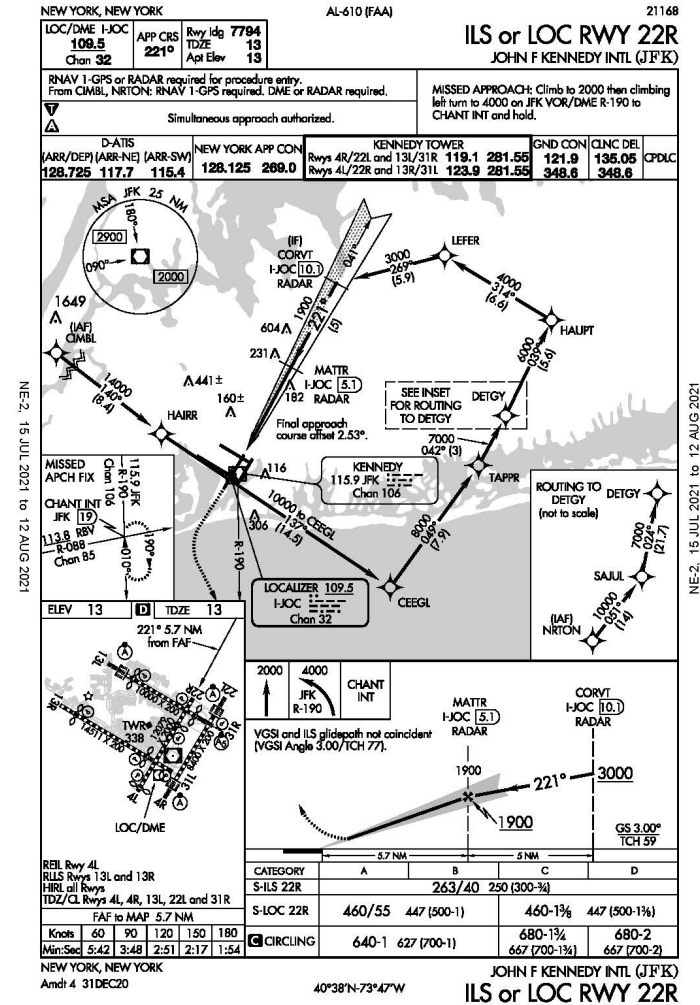 NEW YORK, NEW YORK
AL-610 (FAA)
21168
LOC/DME I-JOC
109.5
Chan 32
APP CRS
221°
Rwy ldg 7794
TDZE 13
Apt Elev 13
ILS or LOC RWY 22R
JOHN F KENNEDY INTL (JFK)
RNAV 1-GPS or RADAR required for procedure entry.
From CIMBL, NRTON: RNAV 1-GPS required. DME or RADAR required.
T
A
Simultaneous approach authorized.
MISSED APPROACH: Climb to 2000 then climbing
left turn to 4000 on JFK VOR/DME R-190 to
CHANT INT and hold.
D-ATIS
(ARR/DEP) (ARR-NE) (ARR-SW)
128.725 117.7 115.4
NEW YORK APP CON
128.125 269.0
KENNEDY TOWER
Rwys 4R/22L and 13L/31R 119.1 281.55
Rwys 4L/22R and 13R/31L 123.9 281.55
GND CON
121.9
348.6
CLNC DEL
135.05
348.6
CPDLC
MSA JFK 25 NM
180°
2900
090°
2000
(IF)
CORVT
I-JOC 10.1
RADAR
041°
1900
221°
(5)
3000
269°
(5.9)
LEFER
4000
314°
(6.6)
HAUPT
6000
039°
(5.6)
1649
(IAF)
CIMBL
604
231
441±
160±
182
MATTR
I-JOC 5.1
RADAR
14000
140°
(8.4)
HAIRR
SEE INSET
FOR ROUTING
TO DETGY
DETGY
Final approach
course offset 2.53°.
7000
042° (3)
TAPPR
116
KENNEDY
115.9 JFK
Chan 106
MISSED
APCH FIX
115.9 JFK
Chan 106
R-190
CHANT INT
JFK 19
113.8 RBV
R-088
Chan 85
010°
190°
306
10000 to CEEGL
137°
(14.5)
8000
049°
(7.9)
R-190
CEEGL
LOCALIZER 109.5
I-JOC
Chan 32
ROUTING TO
DETGY
(not to scale)
DETGY
7000
024°
(21.7)
SAJUL
(IAF)
NRTON
10000
051°
(14)
NE-2, 15 JUL 2021 to 12 AUG 2021
NE-2, 15 JUL 2021 to 12 AUG 2021
ELEV 13
D
TDZE 13
221° 5.7 NM
from FAF
13L
22R
22L
13R
10000 X 200
31R
TWR
338
14511 X 200
8400 X 200
31L
4L
4R
LOC/DME
REIL Rwy 4L
RLLS Rwys 13L and 13R
HIRL all Rwys
TDZ/CL Rwys 4L, 4R, 13L, 22L and 31R
FAF to MAP 5.7 NM
Knots 60 90 120 150 180
Min:Sec 5:42 3:48 2:51 2:17 1:54
2000
4000
JFK
R-190
CHANT
INT
VGSI and ILS glidepath not coincident
(VGSI Angle 3.00/TCH 77).
MATTR
I-JOC 5.1
RADAR
CORVT
I-JOC 10.1
RADAR
1900
221°
3000
1900
GS 3.00°
TCH 59
5.7 NM
5 NM
CATEGORY A B C D
S-ILS 22R 263/40 250 (300-¾)
S-LOC 22R 460/55 447 (500-1) 460-1⅜ 447 (500-1⅜)
C CIRCLING 640-1 627 (700-1) 680-1¾ 667 (700-1¾) 680-2 667 (700-2)
NEW YORK, NEW YORK
Amdt 4 31DEC20
40°38'N-73°47'W
JOHN F KENNEDY INTL (JFK)
ILS or LOC RWY 22R